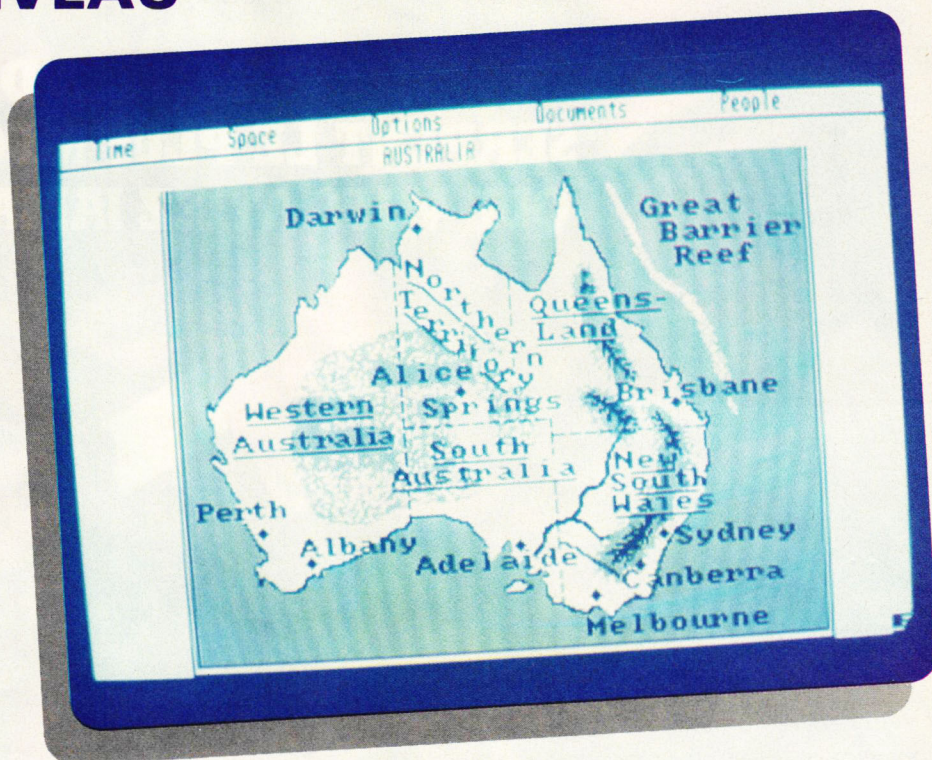 Time Space Options Documents People
AUSTRALIA
Darwin
Great
Barrier
Reef
Northern
Territory
Queens-
Land
Alice
Springs
Brisbane
Western
Australia
South
Australia
New
South
Wales
Perth
Albany
Adelaide
Sydney
Canberra
Melbourne